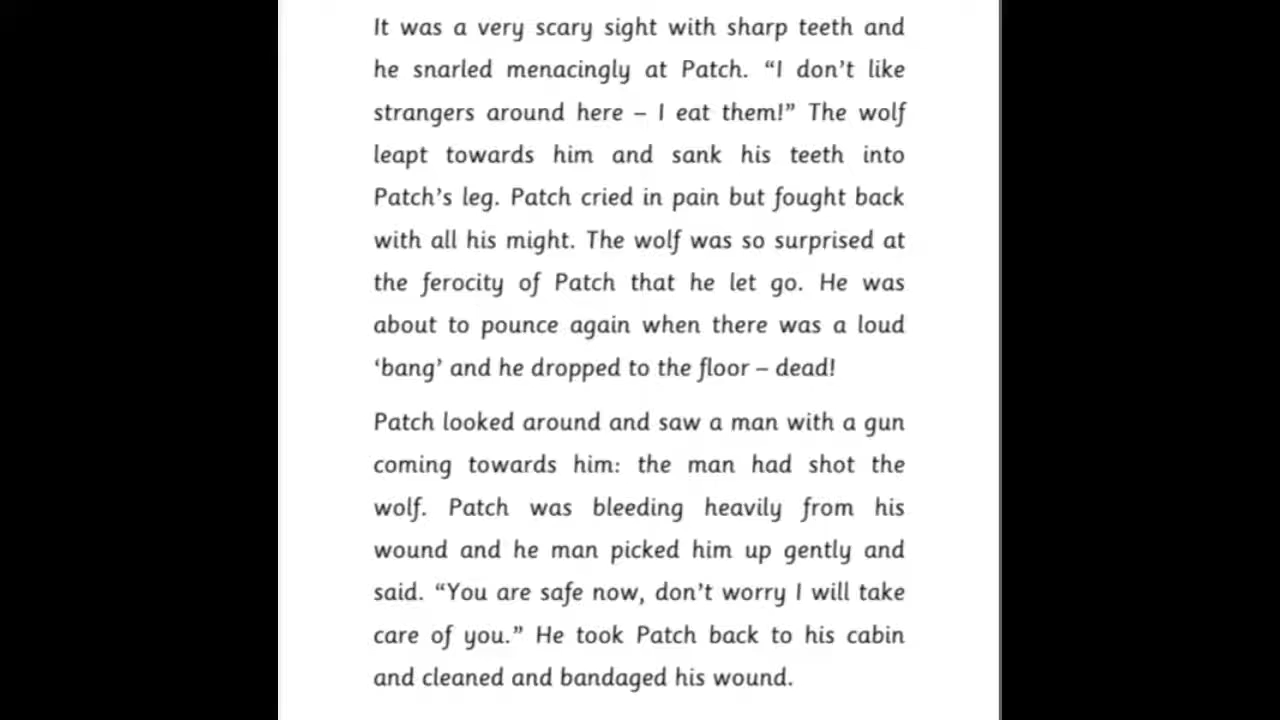 It was a very scary sight with sharp teeth and
he snarled menacingly at Patch. “I don’t like
strangers around here – I eat them!” The wolf
leapt towards him and sank his teeth into
Patch’s leg. Patch cried in pain but fought back
with all his might. The wolf was so surprised at
the ferocity of Patch that he let go. He was
about to pounce again when there was a loud
‘bang’ and he dropped to the floor – dead!
Patch looked around and saw a man with a gun
coming towards him: the man had shot the
wolf. Patch was bleeding heavily from his
wound and he man picked him up gently and
said. “You are safe now, don’t worry I will take
care of you.” He took Patch back to his cabin
and cleaned and bandaged his wound.